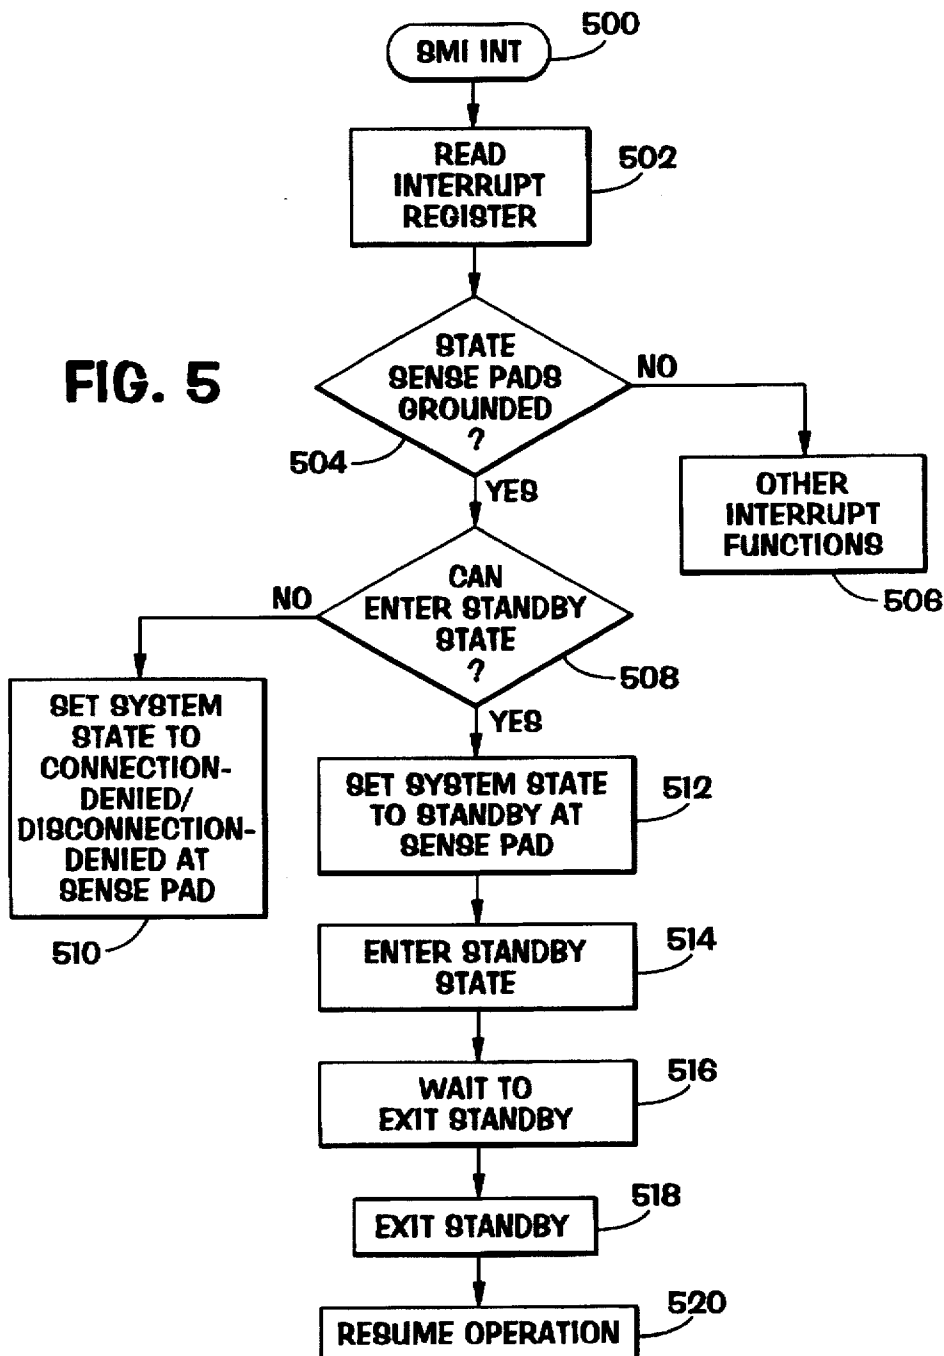 SMI INT
500
READ
INTERRUPT
REGISTER
502
FIG. 5
STATE
SENSE PADS
GROUNDED
?
504
NO
YES
OTHER
INTERRUPT
FUNCTIONS
506
CAN
ENTER STANDBY
STATE
?
508
NO
YES
SET SYSTEM
STATE TO
CONNECTION-
DENIED/
DISCONNECTION-
DENIED AT
SENSE PAD
510
SET SYSTEM STATE
TO STANDBY AT
SENSE PAD
512
ENTER STANDBY
STATE
514
WAIT TO
EXIT STANDBY
516
EXIT STANDBY
518
RESUME OPERATION
520